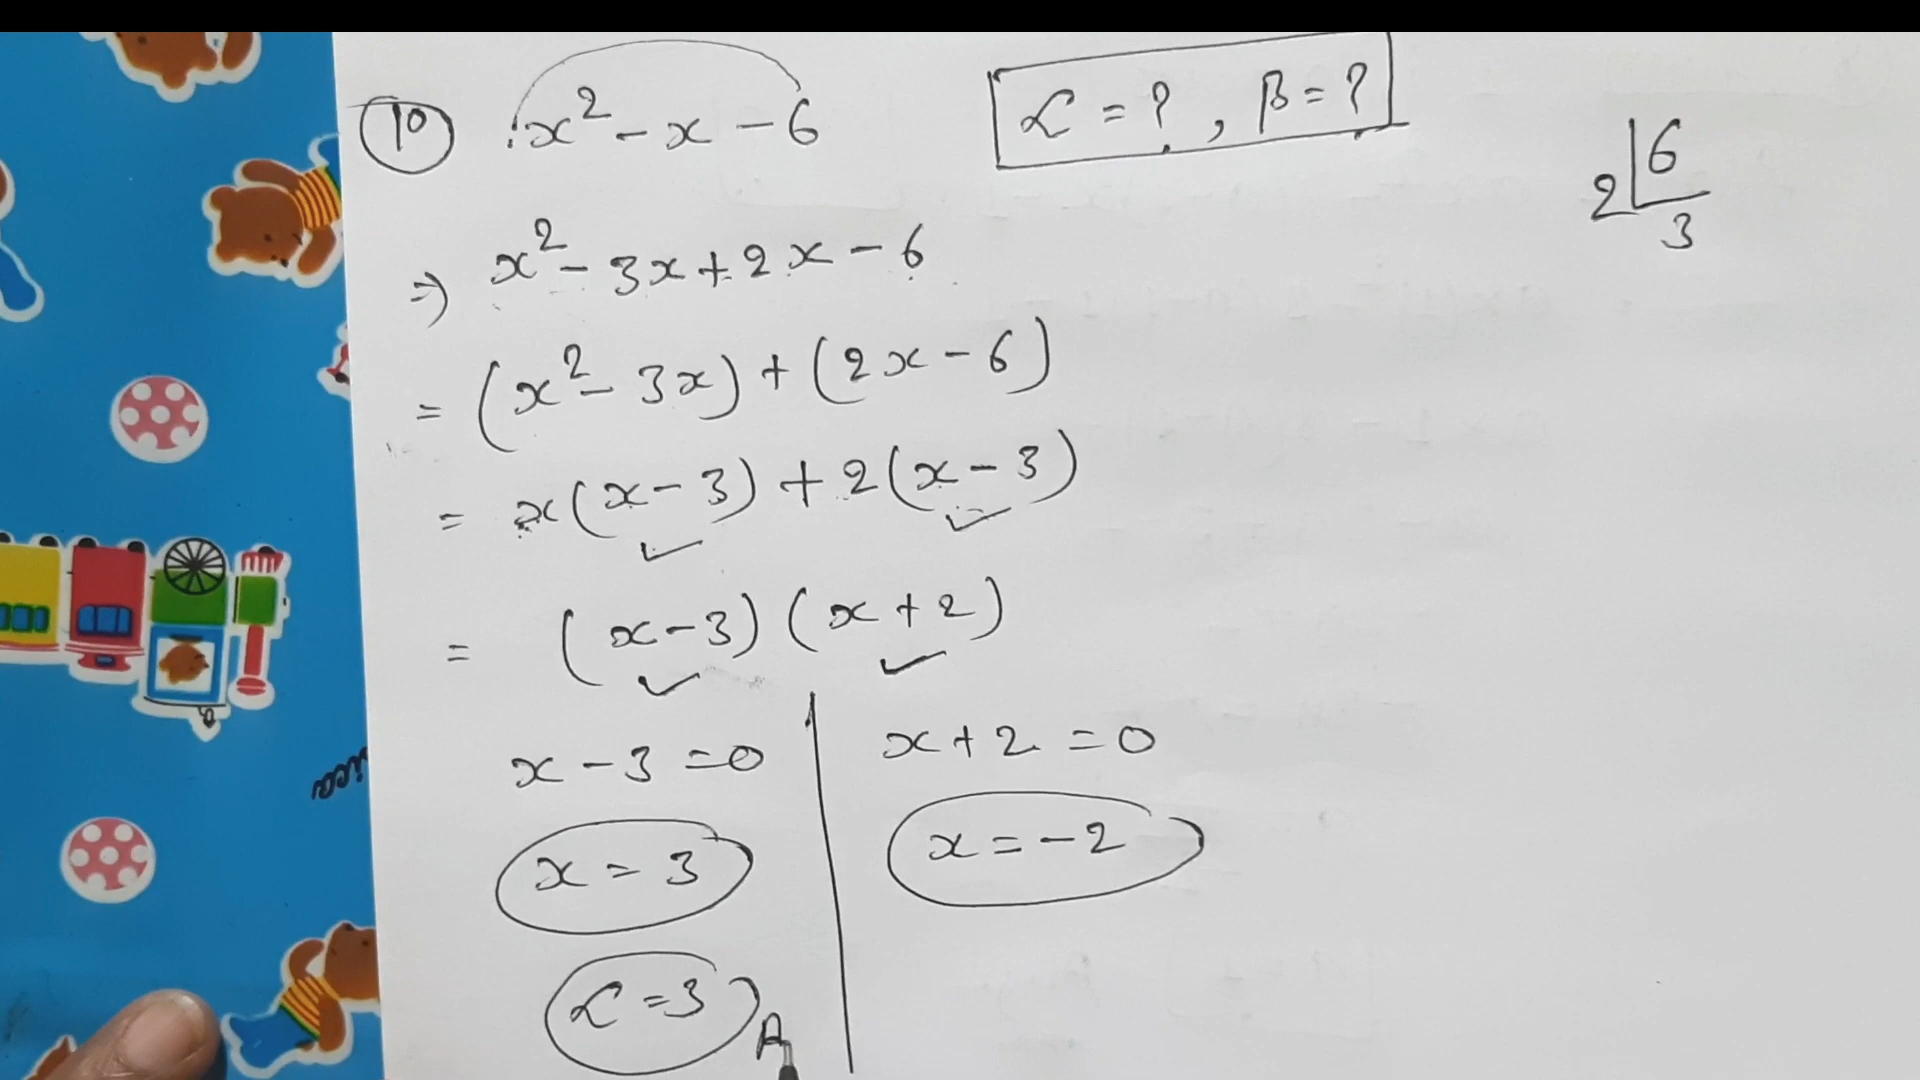 10 x² - x - 6
α = ?, β = ?
2 | 6
3
⇒ x² - 3x + 2x - 6
= (x² - 3x) + (2x - 6)
= x(x - 3) + 2(x - 3)
= (x - 3)(x + 2)
x - 3 = 0
x = 3
α = 3 A
x + 2 = 0
x = -2